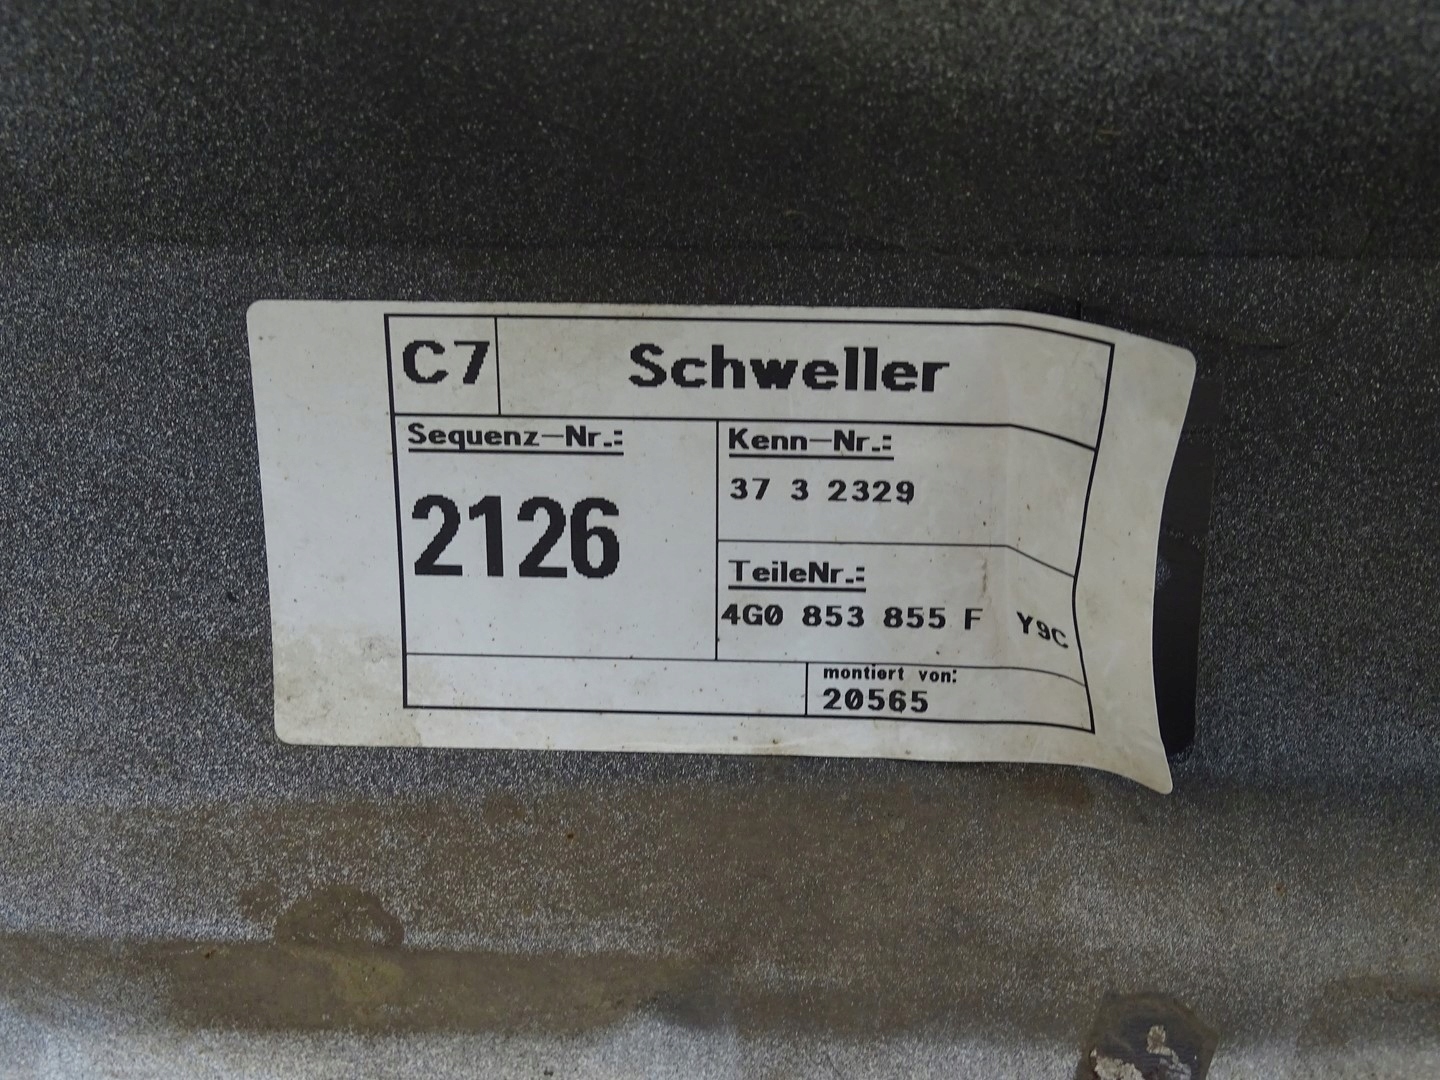 C7 Schweller
Sequenz-Nr.:
2126
Kenn-Nr.:
37 3 2329
TeileNr.:
4G0 853 855 F Y9C
montiert von:
20565